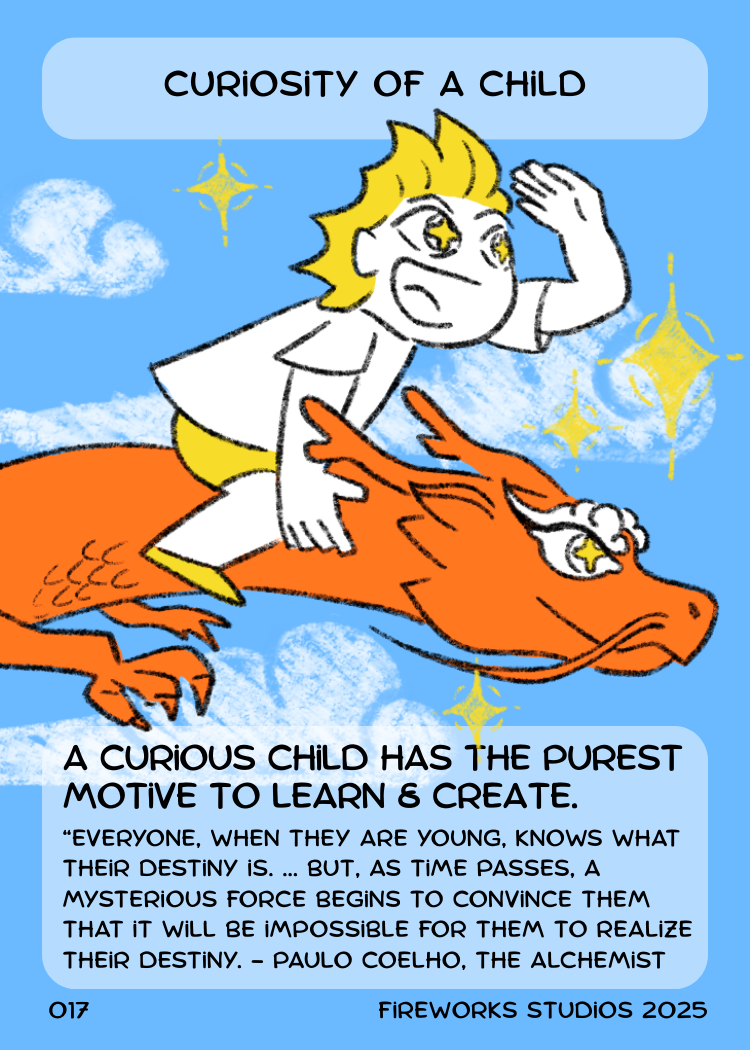 CURIOSITY OF A CHILD
A CURIOUS CHILD HAS THE PUREST
MOTIVE TO LEARN & CREATE.
“EVERYONE, WHEN THEY ARE YOUNG, KNOWS WHAT
THEIR DESTINY IS. ... BUT, AS TIME PASSES, A
MYSTERIOUS FORCE BEGINS TO CONVINCE THEM
THAT IT WILL BE IMPOSSIBLE FOR THEM TO REALIZE
THEIR DESTINY. – PAULO COELHO, THE ALCHEMIST
017
FIREWORKS STUDIOS 2025